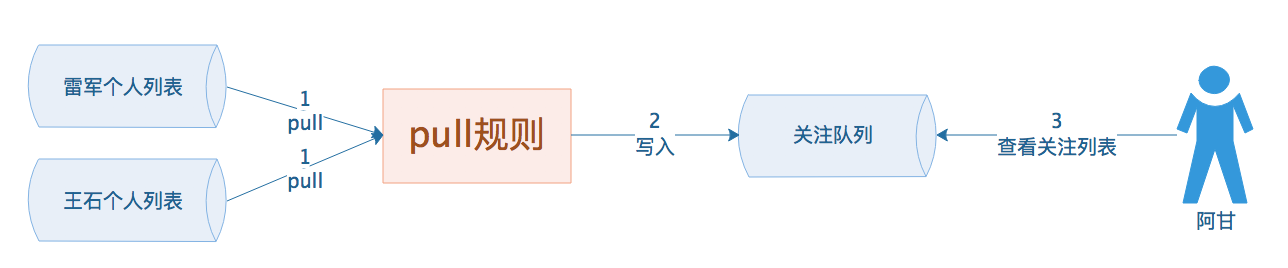 雷军个人列表
1
pull
王石个人列表
1
pull
pull规则
2
写入
关注队列
3
查看关注列表
阿甘